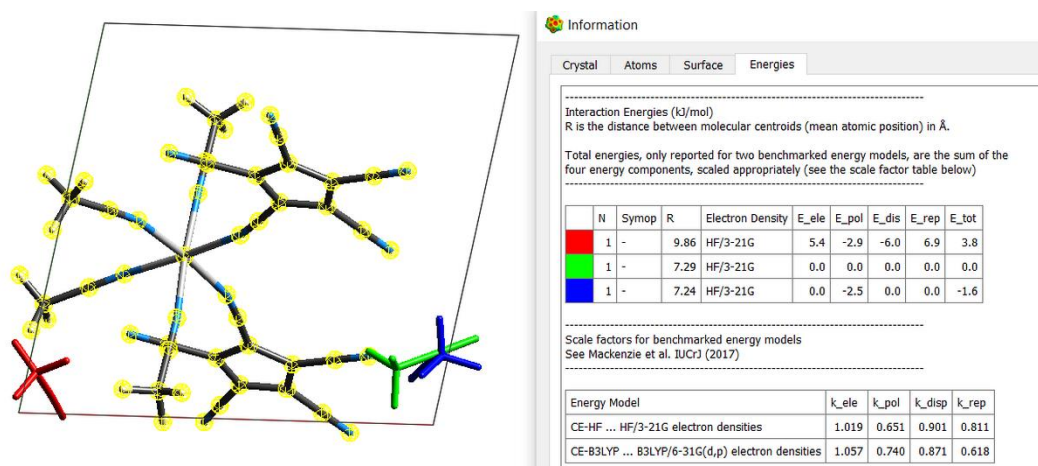 Information
Crystal Atoms Surface Energies
------------------------------------------------------------------------
Interaction Energies (kJ/mol)
R is the distance between molecular centroids (mean atomic position) in Å.
Total energies, only reported for two benchmarked energy models, are the sum of the
four energy components, scaled appropriately (see the scale factor table below)
------------------------------------------------------------------------
N Symop R Electron Density E_ele E_pol E_dis E_rep E_tot
1 - 9.86 HF/3-21G 5.4 -2.9 -6.0 6.9 3.8
1 - 7.29 HF/3-21G 0.0 0.0 0.0 0.0 0.0
1 - 7.24 HF/3-21G 0.0 -2.5 0.0 0.0 -1.6
------------------------------------------------------------------------
Scale factors for benchmarked energy models
See Mackenzie et al. IUCrJ (2017)
------------------------------------------------------------------------
Energy Model k_ele k_pol k_disp k_rep
CE-HF ... HF/3-21G electron densities 1.019 0.651 0.901 0.811
CE-B3LYP ... B3LYP/6-31G(d,p) electron densities 1.057 0.740 0.871 0.618